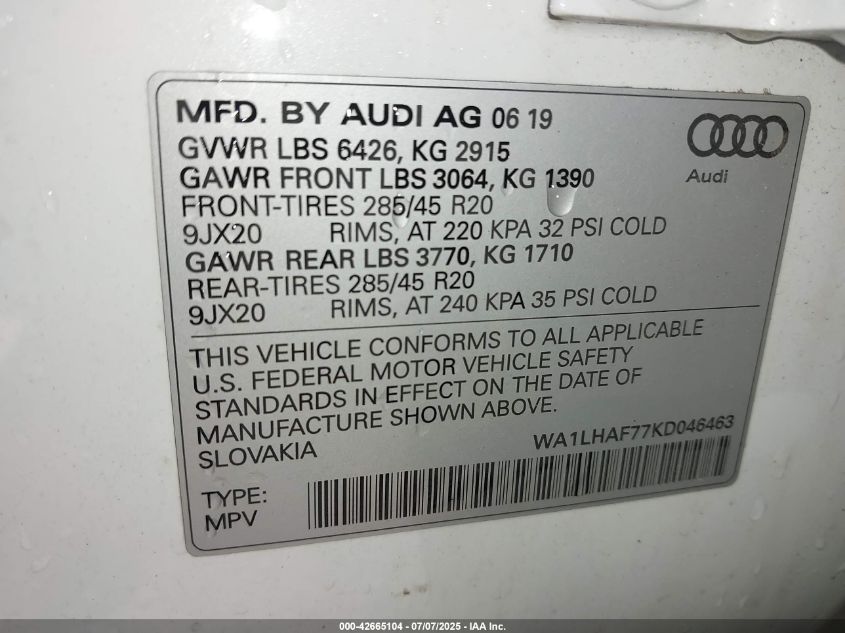 MFD. BY AUDI AG 06 19
GVWR LBS 6426, KG 2915
GAWR FRONT LBS 3064, KG 1390
FRONT-TIRES 285/45 R20
9JX20 RIMS, AT 220 KPA 32 PSI COLD
GAWR REAR LBS 3770, KG 1710
REAR-TIRES 285/45 R20
9JX20 RIMS, AT 240 KPA 35 PSI COLD
Audi
THIS VEHICLE CONFORMS TO ALL APPLICABLE
U.S. FEDERAL MOTOR VEHICLE SAFETY
STANDARDS IN EFFECT ON THE DATE OF
MANUFACTURE SHOWN ABOVE.
SLOVAKIA
WA1LHAF77KD046463
TYPE:
MPV
000-42665104 - 07/07/2025 - IAA Inc.